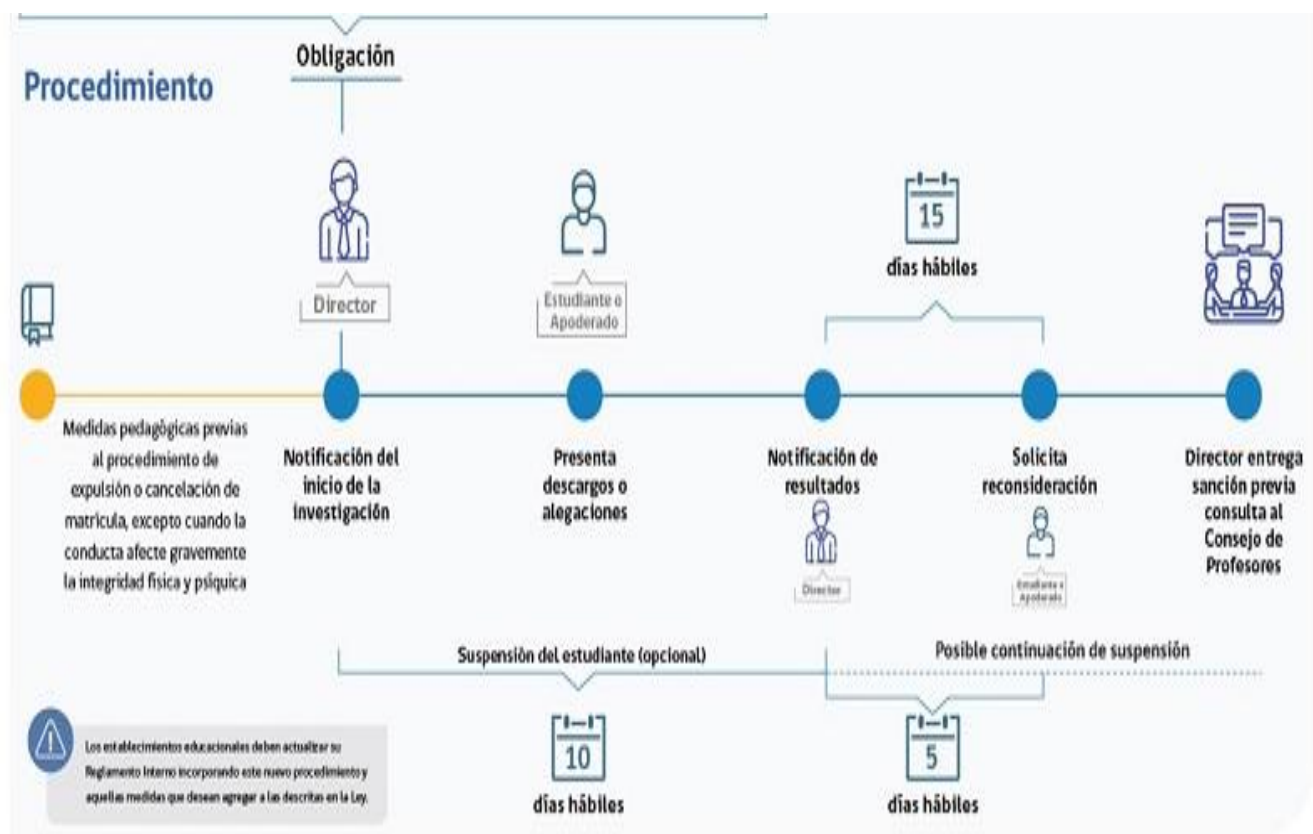 Obligación
Procedimiento
Director
Estudiante o
Apoderado
15
días hábiles
Medidas pedagógicas previas
al procedimiento de
expulsión o cancelación de
matrícula, excepto cuando la
conducta afecte gravemente
la integridad física y psíquica
Notificación del
inicio de la
investigación
Presenta
descargos o
alegaciones
Notificación de
resultados
Director
Solicita
reconsideración
Estudiante o
Apoderado
Director entrega
sanción previa
consulta al
Consejo de
Profesores
Suspensión del estudiante (opcional)
Posible continuación de suspensión
10
días hábiles
5
días hábiles
Los establecimientos educacionales deben actualizar su
Reglamento Interno incorporando este nuevo procedimiento y
aquellas medidas que desean agregar a las descritas en la Ley.